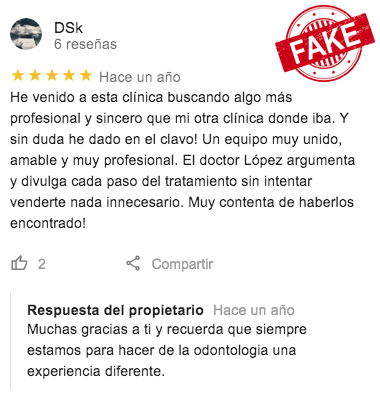 DSk
6 reseñas
FAKE
★★★★★ Hace un año
He venido a esta clínica buscando algo más
profesional y sincero que mi otra clínica donde iba. Y
sin duda he dado en el clavo! Un equipo muy unido,
amable y muy profesional. El doctor López argumenta
y divulga cada paso del tratamiento sin intentar
venderte nada innecesario. Muy contenta de haberlos
encontrado!
2 Compartir
Respuesta del propietario Hace un año
Muchas gracias a ti y recuerda que siempre
estamos para hacer de la odontologia una
experiencia diferente.